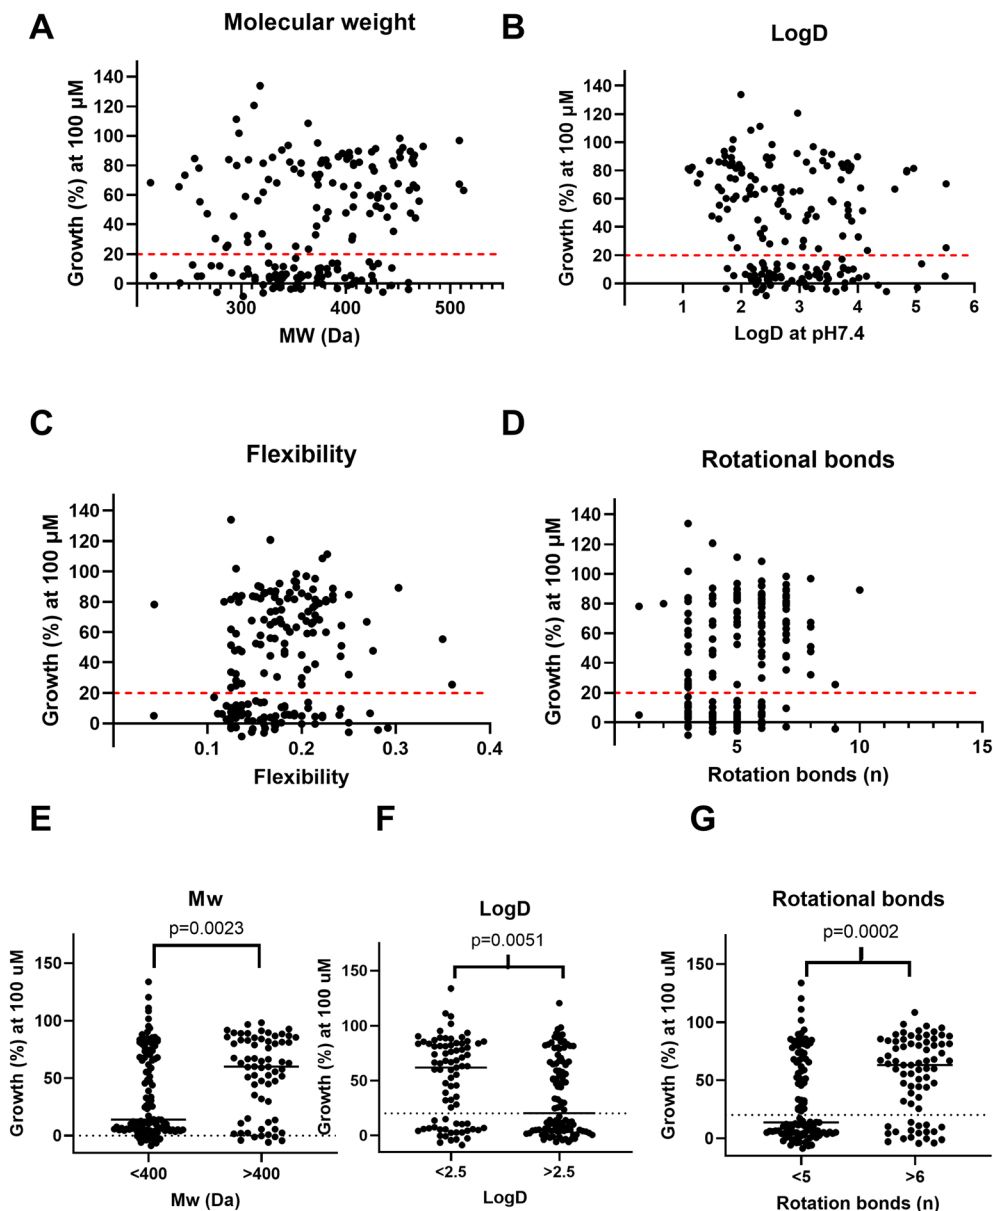 A
Molecular weight
Growth (%) at 100 µM
140
120
100
80
60
40
20
0
300
400
500
MW (Da)
B
LogD
Growth (%) at 100 µM
140
120
100
80
60
40
20
0
1
2
3
4
5
6
LogD at pH7.4
C
Flexibility
Growth (%) at 100 µM
140
120
100
80
60
40
20
0
0.1
0.2
0.3
0.4
Flexibility
D
Rotational bonds
Growth (%) at 100 µM
140
120
100
80
60
40
20
0
5
10
15
Rotation bonds (n)
E
Mw
p=0.0023
Growth (%) at 100 uM
150
100
50
0
<400
>400
Mw (Da)
F
LogD
p=0.0051
Growth (%) at 100 uM
150
100
50
0
<2.5
>2.5
LogD
G
Rotational bonds
p=0.0002
Growth (%) at 100 uM
150
100
50
0
<5
>6
Rotation bonds (n)